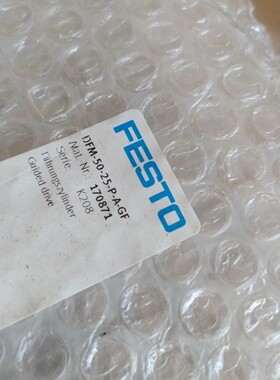 FESTO
DFM-50-25-P-A-GF
Mat.-Nr.: 170871
Serie: K208
Führungszylinder
Guided drive